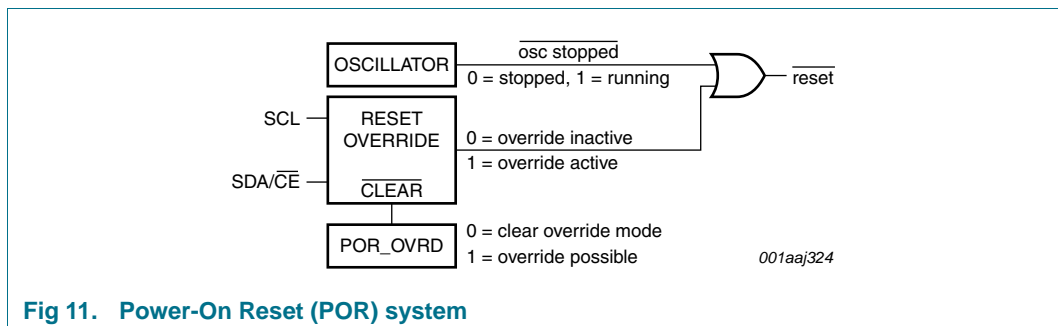 OSCILLATOR
osc stopped
0 = stopped, 1 = running
reset
SCL
RESET
OVERRIDE
0 = override inactive
1 = override active
SDA/CE
CLEAR
POR_OVRD
0 = clear override mode
1 = override possible
001aaj324
Fig 11. Power-On Reset (POR) system